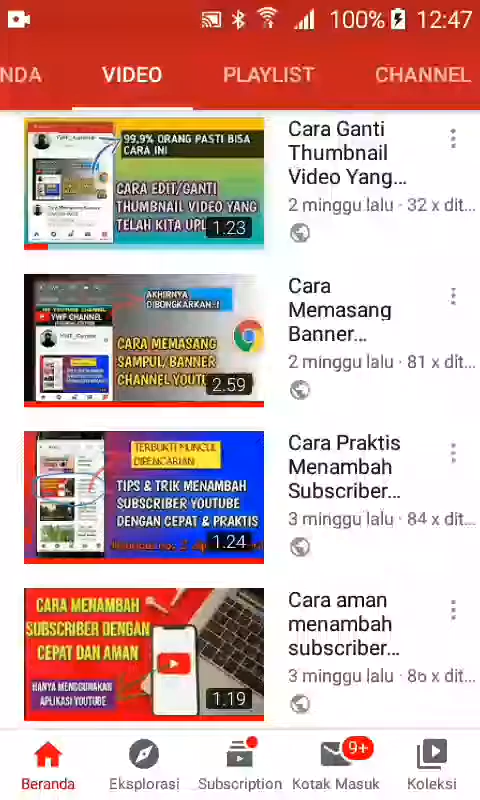 100% 12:47
NDA VIDEO PLAYLIST CHANNEL
99,9% ORANG PASTI BISA
CARA INI
CARA EDIT/GANTI
THUMBNAIL VIDEO YANG
TELAH KITA UPL
1.23
Cara Ganti
Thumbnail
Video Yang...
2 minggu lalu · 32 x dit...
AKHIRNYA
DIBONGKARKAN..!
YWF CHANNEL
CARA MEMASANG
SAMPUL/BANNER
CHANNEL YOUTU
2.59
Cara
Memasang
Banner...
2 minggu lalu · 81 x dit...
TERBUKTI MUNCUL
DIPENCARIAN
TIPS & TRIK MENAMBAH
SUBSCRIBER YOUTUBE
DENGAN CEPAT & PRAKTIS
1.24
Cara Praktis
Menambah
Subscriber...
3 minggu lalu · 84 x dit...
CARA MENAMBAH
SUBSCRIBER DENGAN
CEPAT DAN AMAN
HANYA MENGGUNAKAN
APLIKASI YOUTUBE
1.19
Cara aman
menambah
subscriber...
3 minggu lalu · 86 x dit...
9+
Beranda Eksplorasi Subscription Kotak Masuk Koleksi